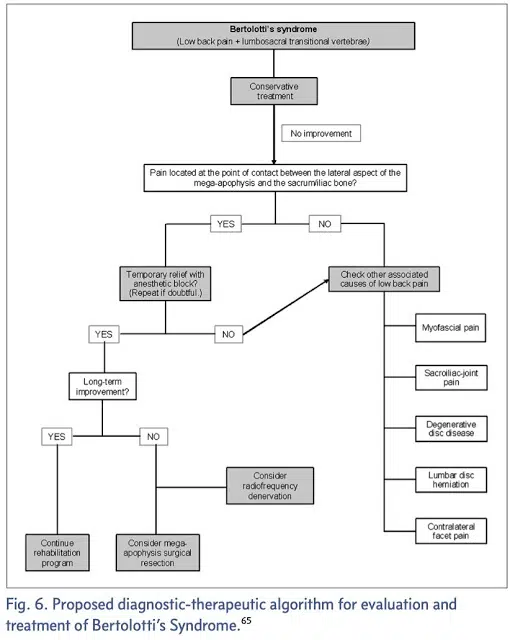 Bertolotti's syndrome
(Low back pain + lumbosacral transitional vertebrae)
Conservative
treatment
No improvement
Pain located at the point of contact between the lateral aspect of the
mega-apophysis and the sacrum/iliac bone?
YES
NO
Temporary relief with
anesthetic block?
(Repeat if doubtful.)
Check other associated
causes of low back pain
YES
NO
Myofascial pain
Long-term
improvement?
Sacroiliac-joint
pain
YES
NO
Degenerative
disc disease
Consider
radiofrequency
denervation
Lumbar disc
herniation
Continue
rehabilitation
program
Consider mega-
apophysis surgical
resection
Contralateral
facet pain
Fig. 6. Proposed diagnostic-therapeutic algorithm for evaluation and
treatment of Bertolotti's Syndrome.65